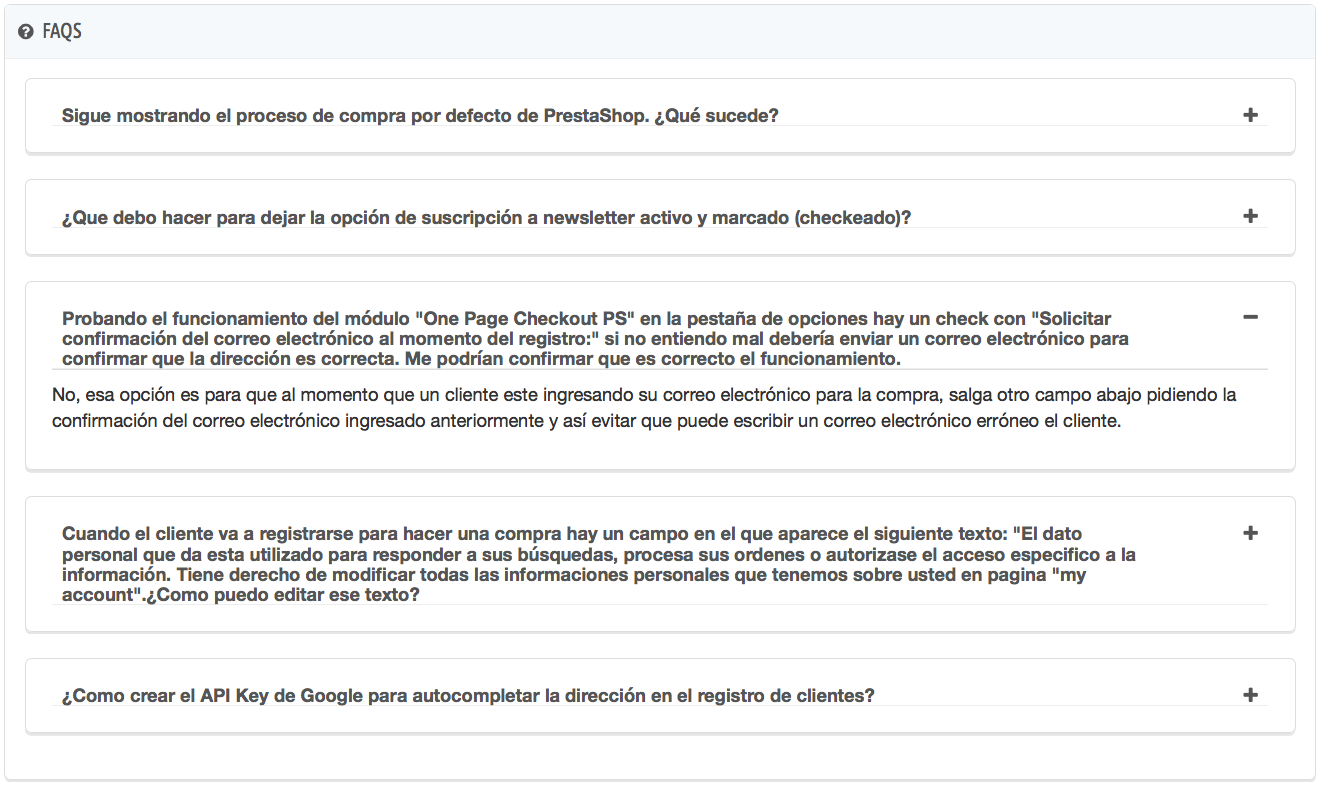 FAQS
Sigue mostrando el proceso de compra por defecto de PrestaShop. ¿Qué sucede?
¿Que debo hacer para dejar la opción de suscripción a newsletter activo y marcado (checkeado)?
Probando el funcionamiento del módulo "One Page Checkout PS" en la pestaña de opciones hay un check con "Solicitar
confirmación del correo electrónico al momento del registro:" si no entiendo mal debería enviar un correo electrónico para
confirmar que la dirección es correcta. Me podrían confirmar que es correcto el funcionamiento.
No, esa opción es para que al momento que un cliente este ingresando su correo electrónico para la compra, salga otro campo abajo pidiendo la
confirmación del correo electrónico ingresado anteriormente y así evitar que puede escribir un correo electrónico erróneo el cliente.
Cuando el cliente va a registrarse para hacer una compra hay un campo en el que aparece el siguiente texto: "El dato
personal que da esta utilizado para responder a sus búsquedas, procesa sus ordenes o autorizase el acceso especifico a la
información. Tiene derecho de modificar todas las informaciones personales que tenemos sobre usted en pagina "my
account".¿Como puedo editar ese texto?
¿Como crear el API Key de Google para autocompletar la dirección en el registro de clientes?